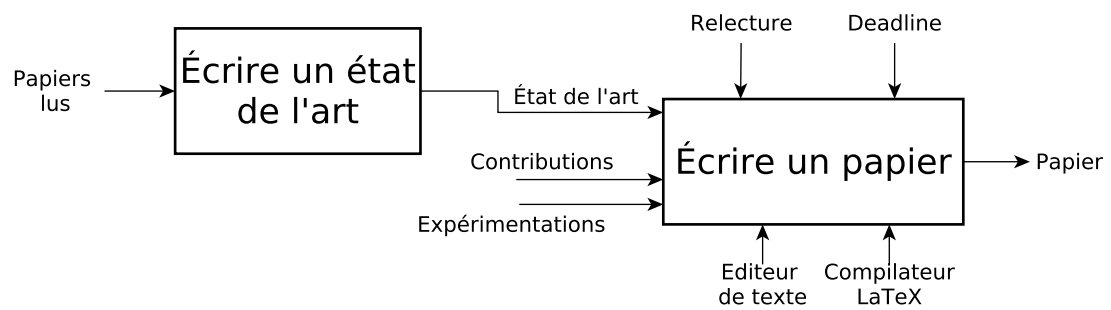 Papiers
lus
Écrire un état
de l'art
État de l'art
Contributions
Expérimentations
Relecture
Deadline
Écrire un papier
Editeur
de texte
Compilateur
LaTeX
Papier